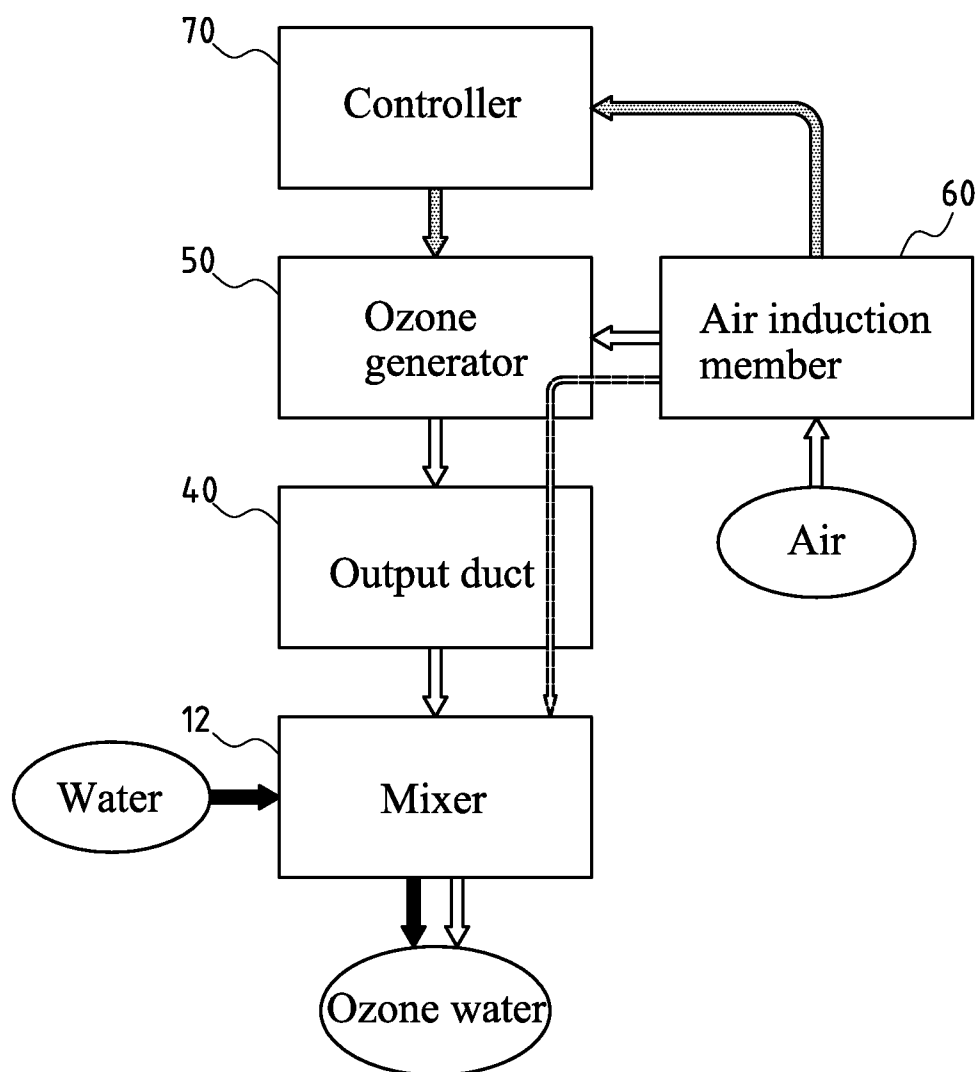 70
Controller
60
50
Ozone
generator
Air induction
member
40
Output duct
Air
12
Water
Mixer
Ozone water